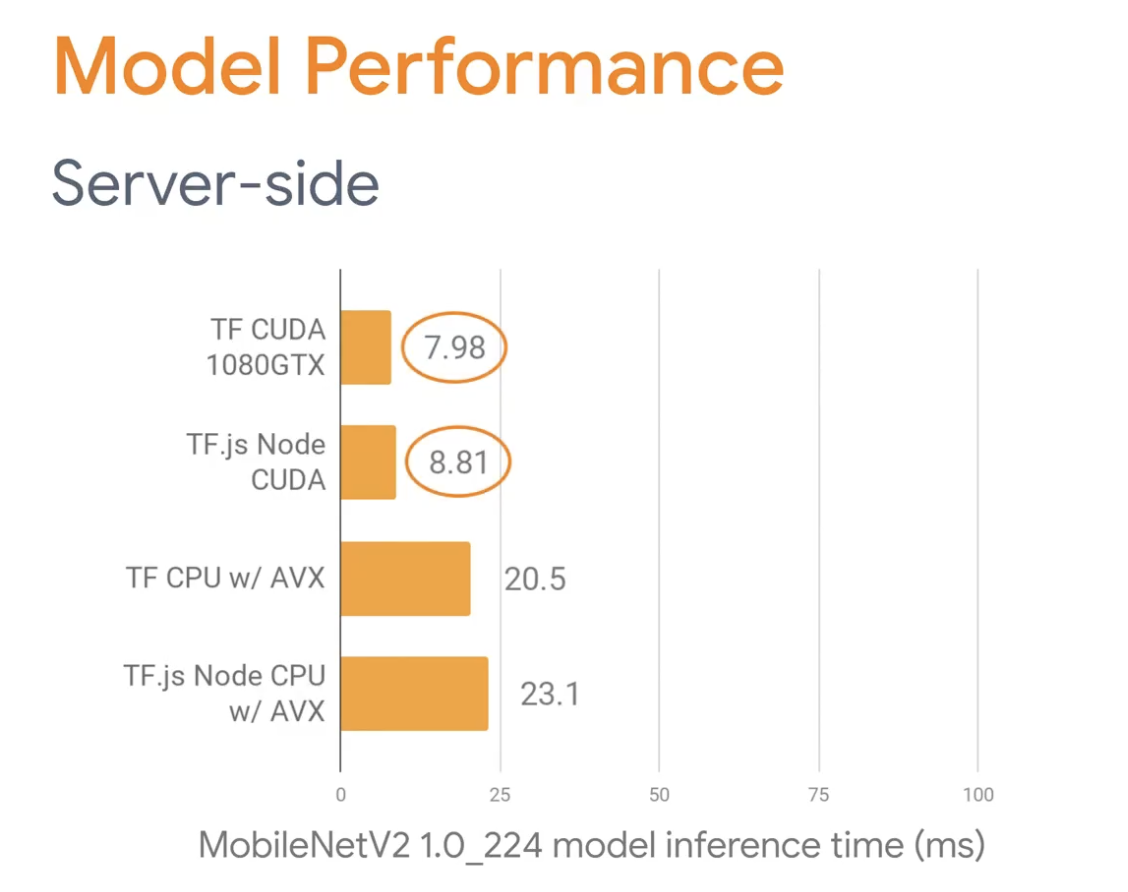 Model Performance
Server-side
TF CUDA
1080GTX
7.98
TF.js Node
CUDA
8.81
TF CPU w/ AVX
20.5
TF.js Node CPU
w/ AVX
23.1
0 25 50 75 100
MobileNetV2 1.0_224 model inference time (ms)